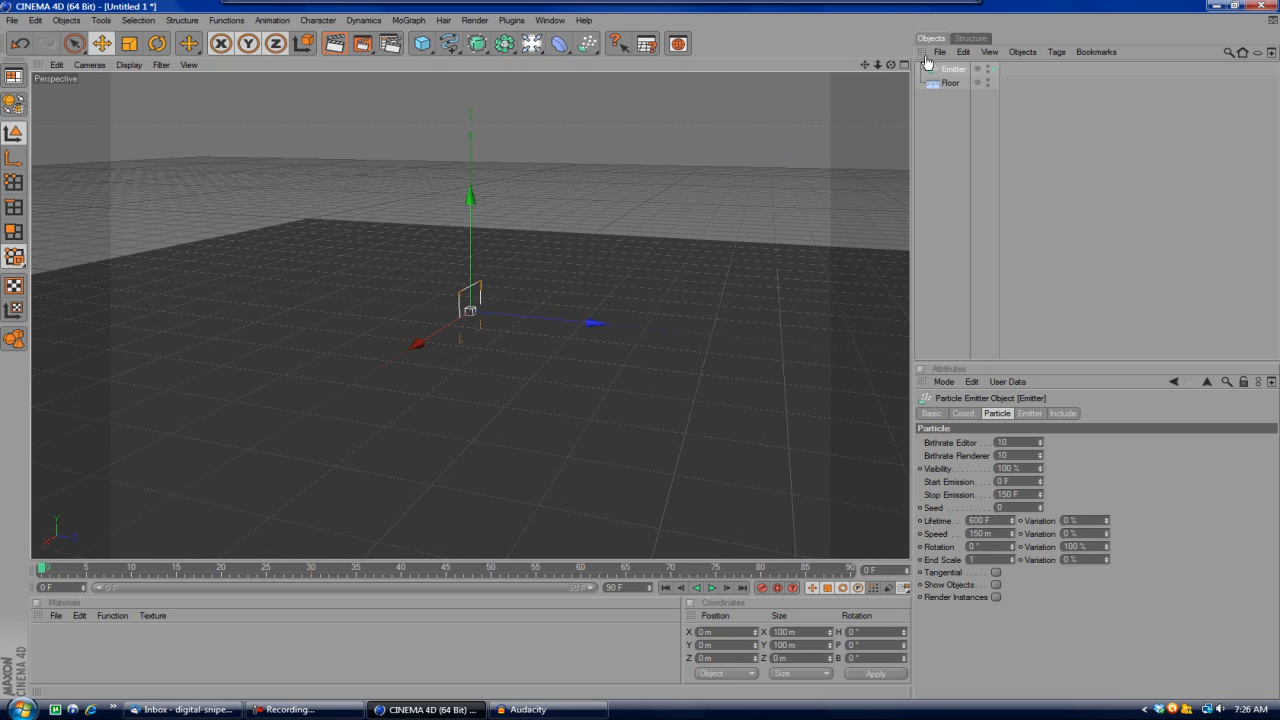 CINEMA 4D (64 Bit) - [Untitled 1 *]
File Edit Objects Tools Selection Structure Functions Animation Character Dynamics MoGraph Hair Render Plugins Window Help
Objects Structure
File Edit View Objects Tags Bookmarks
Edit Cameras Display Filter View
Perspective
Emitter
Floor
Attributes
Mode Edit User Data
Particle Emitter Object [Emitter]
Basic Coord. Particle Emitter Include
Particle
Birthrate Editor . . . 10
Birthrate Renderer 10
Visibility. . . . . . . . 100 %
Start Emission. . . . 0 F
Stop Emission. . . . 150 F
Seed . . . . . . . . . 0
Lifetime. . . 600 F Variation 0 %
Speed . . 150 m Variation 0 %
Rotation 0 ° Variation 100 %
End Scale 1 Variation 0 %
Tangential
Show Objects
Render Instances
Y
X Z
0 5 10 15 20 25 30 35 40 45 50 55 60 65 70 75 80 85 90 0 F
0 F 0 F 90 F 90 F
Materials
File Edit Function Texture
Coordinates
Position Size Rotation
X 0 m X 100 m H 0 °
Y 0 m Y 100 m P 0 °
Z 0 m Z 0 m B 0 °
Object Size Apply
MAXON CINEMA 4D
Inbox - digital-snipe... Recording... CINEMA 4D (64 Bit) ... Audacity 7:26 AM